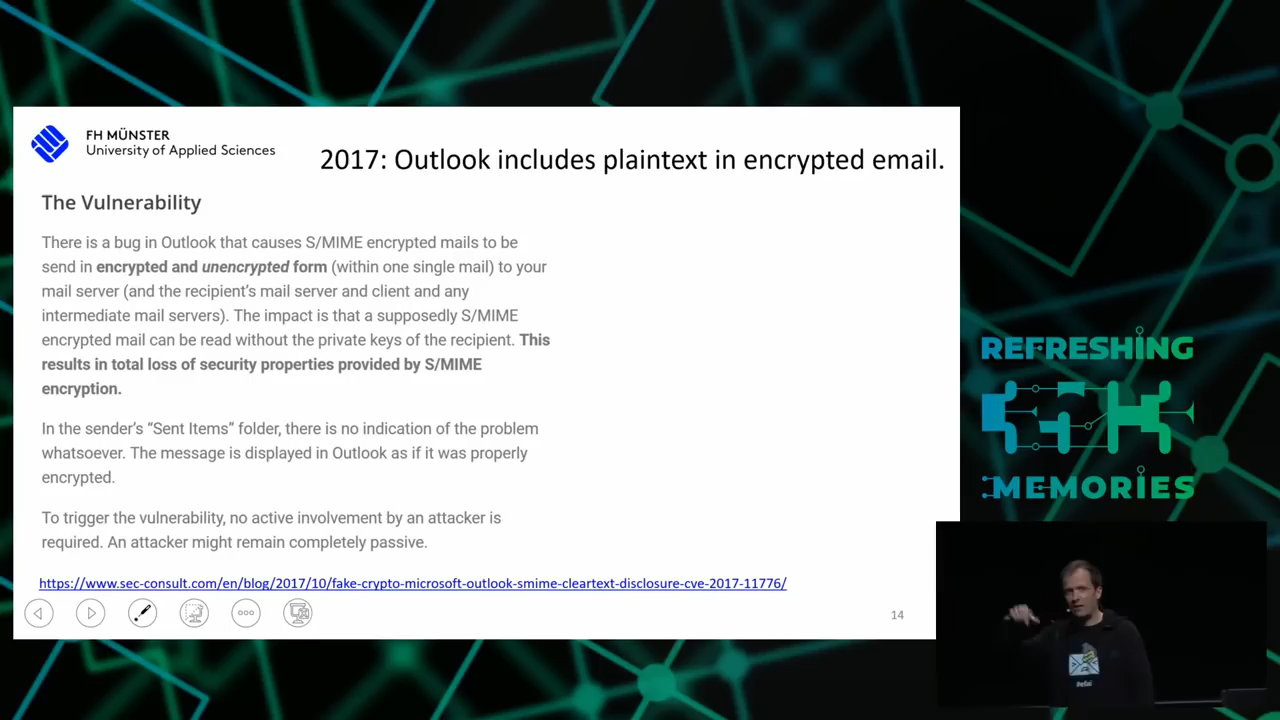 FH MÜNSTER
University of Applied Sciences
2017: Outlook includes plaintext in encrypted email.
The Vulnerability
There is a bug in Outlook that causes S/MIME encrypted mails to be
send in encrypted and unencrypted form (within one single mail) to your
mail server (and the recipient's mail server and client and any
intermediate mail servers). The impact is that a supposedly S/MIME
encrypted mail can be read without the private keys of the recipient. This
results in total loss of security properties provided by S/MIME
encryption.
In the sender's “Sent Items” folder, there is no indication of the problem
whatsoever. The message is displayed in Outlook as if it was properly
encrypted.
To trigger the vulnerability, no active involvement by an attacker is
required. An attacker might remain completely passive.
https://www.sec-consult.com/en/blog/2017/10/fake-crypto-microsoft-outlook-smime-cleartext-disclosure-cve-2017-11776/
14
REFRESHING
MEMORIES
#efail